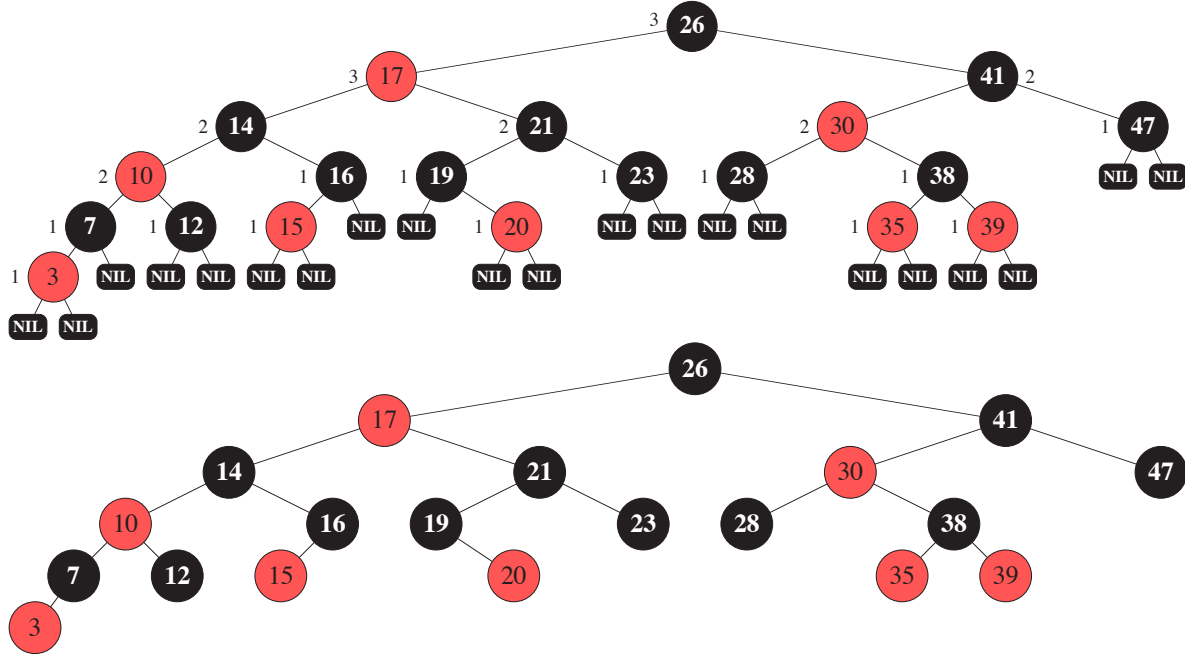 3 26
3 17 41 2
2 14 2 21 2 30 1 47
2 10 1 16 1 19 1 23 1 28 1 38 NIL NIL
1 7 1 12 1 15 NIL NIL 1 20 NIL NIL NIL NIL 1 35 1 39
1 3 NIL NIL NIL NIL NIL NIL NIL NIL NIL NIL NIL
NIL NIL
26
17 41
14 21 30 47
10 16 19 23 28 38
7 12 15 20 35 39
3